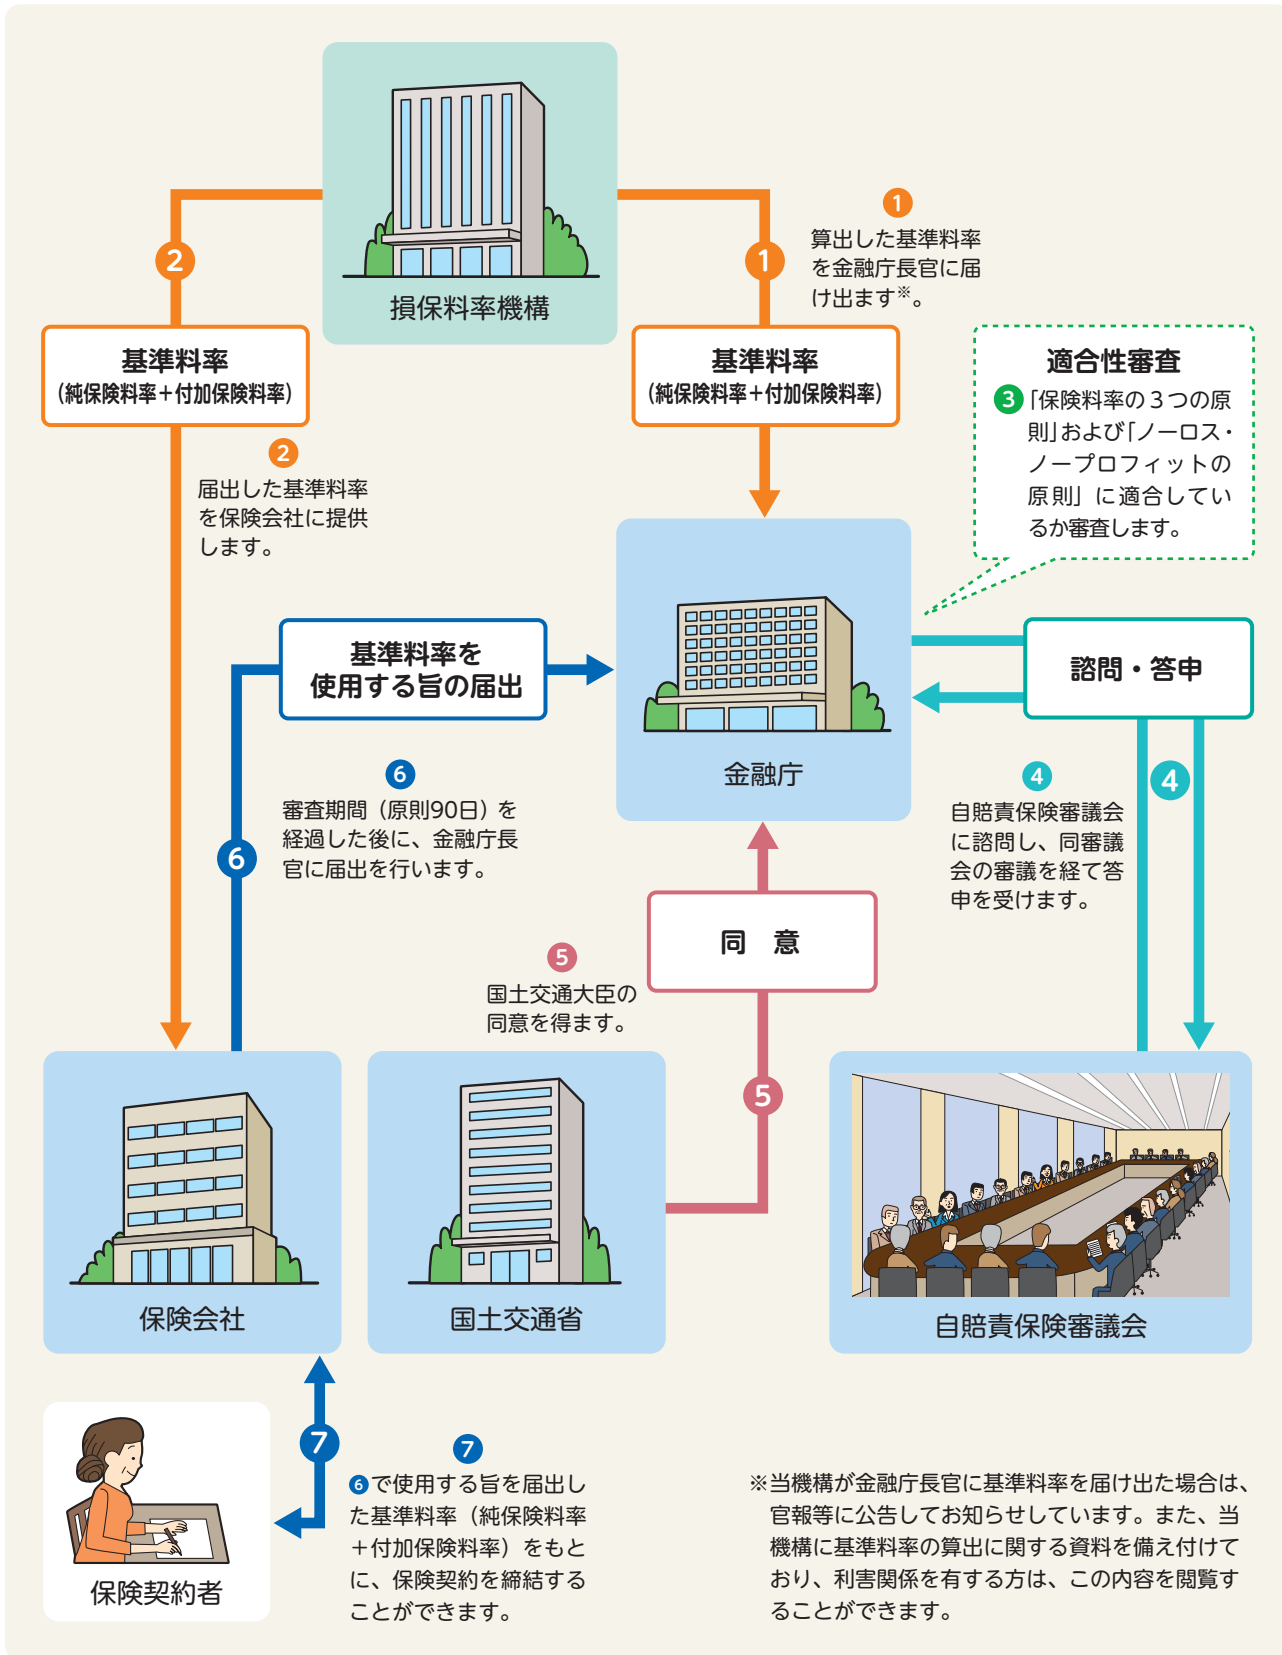 損保料率機構
1
算出した基準料率
を金融庁長官に届
け出ます※。
2
1
基準料率
(純保険料率+付加保険料率)
基準料率
(純保険料率+付加保険料率)
2
届出した基準料率
を保険会社に提供
します。
適合性審査
3「保険料率の3つの原
則」および「ノーロス・
ノープロフィットの
原則」に適合してい
るか審査します。
基準料率を
使用する旨の届出
金融庁
諮問・答申
6
審査期間(原則90日)を
経過した後に、金融庁長
官に届出を行います。
6
4
自賠責保険審議会
に諮問し、同審議
会の審議を経て答
申を受けます。
4
同 意
5
国土交通大臣の
同意を得ます。
5
保険会社
国土交通省
自賠責保険審議会
7
7
6で使用する旨を届出し
た基準料率(純保険料率
+付加保険料率)をもと
に、保険契約を締結する
ことができます。
保険契約者
※当機構が金融庁長官に基準料率を届け出た場合は、
官報等に公告してお知らせしています。また、当
機構に基準料率の算出に関する資料を備え付けて
おり、利害関係を有する方は、この内容を閲覧す
ることができます。